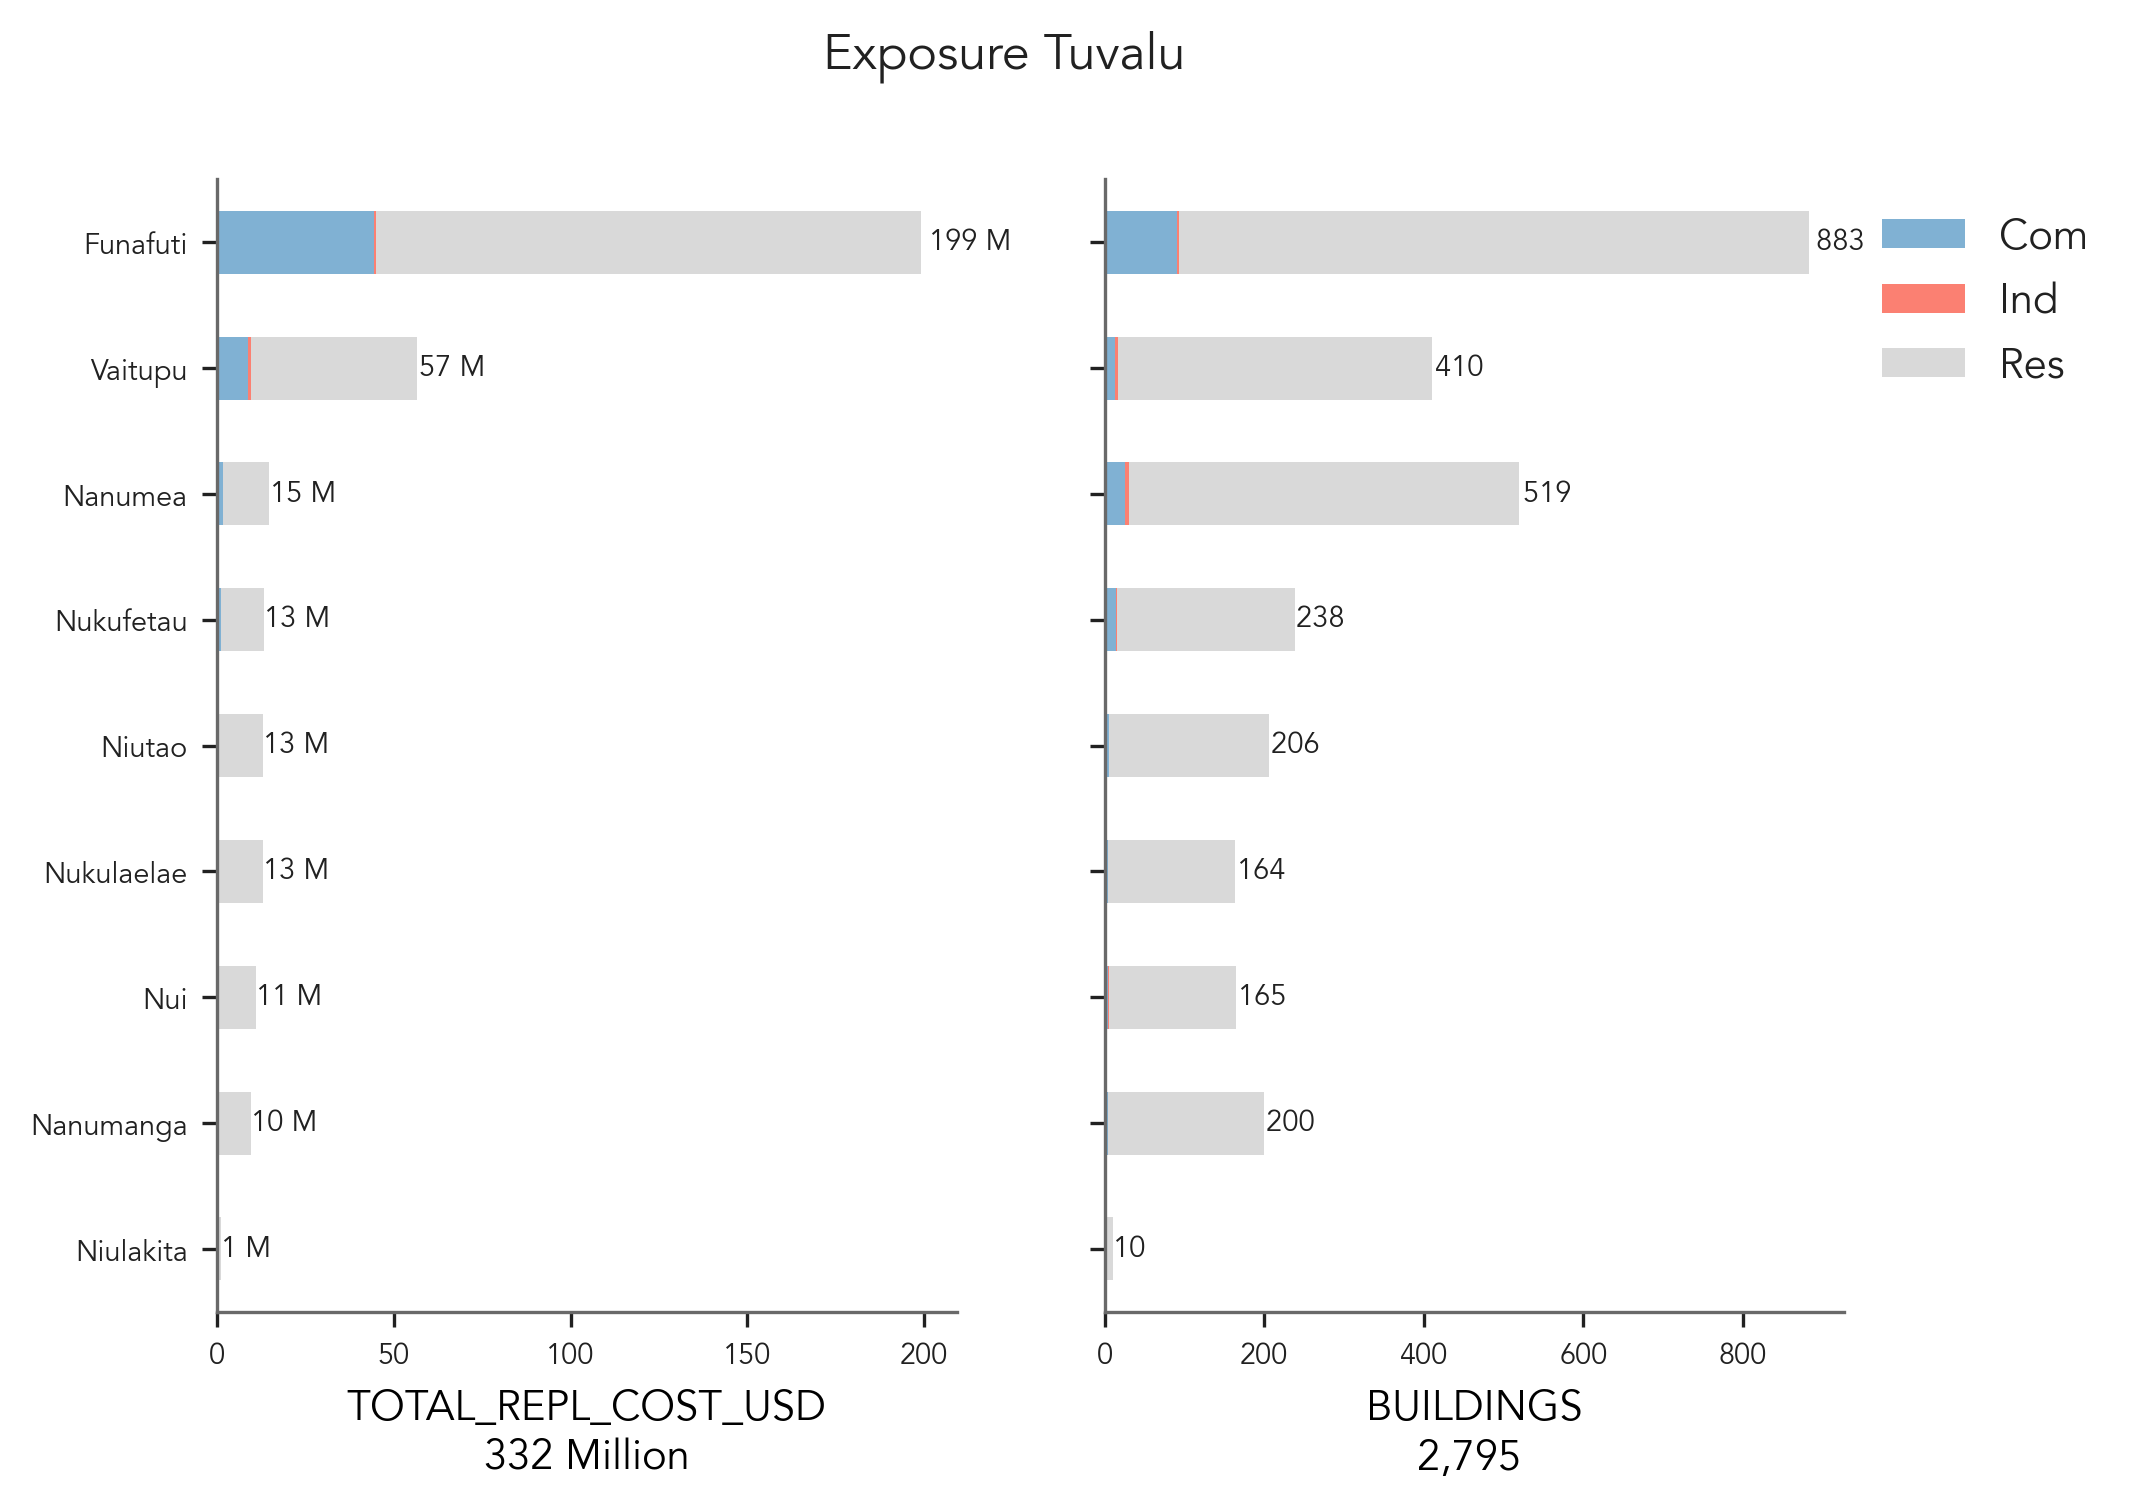 Exposure Tuvalu
Funafuti
199 M
Vaitupu
57 M
Nanumea
15 M
Nukufetau
13 M
Niutao
13 M
Nukulaelae
13 M
Nui
11 M
Nanumanga
10 M
Niulakita
1 M
0 50 100 150 200
TOTAL_REPL_COST_USD
332 Million
883
410
519
238
206
164
165
200
10
0 200 400 600 800
BUILDINGS
2,795
Com
Ind
Res